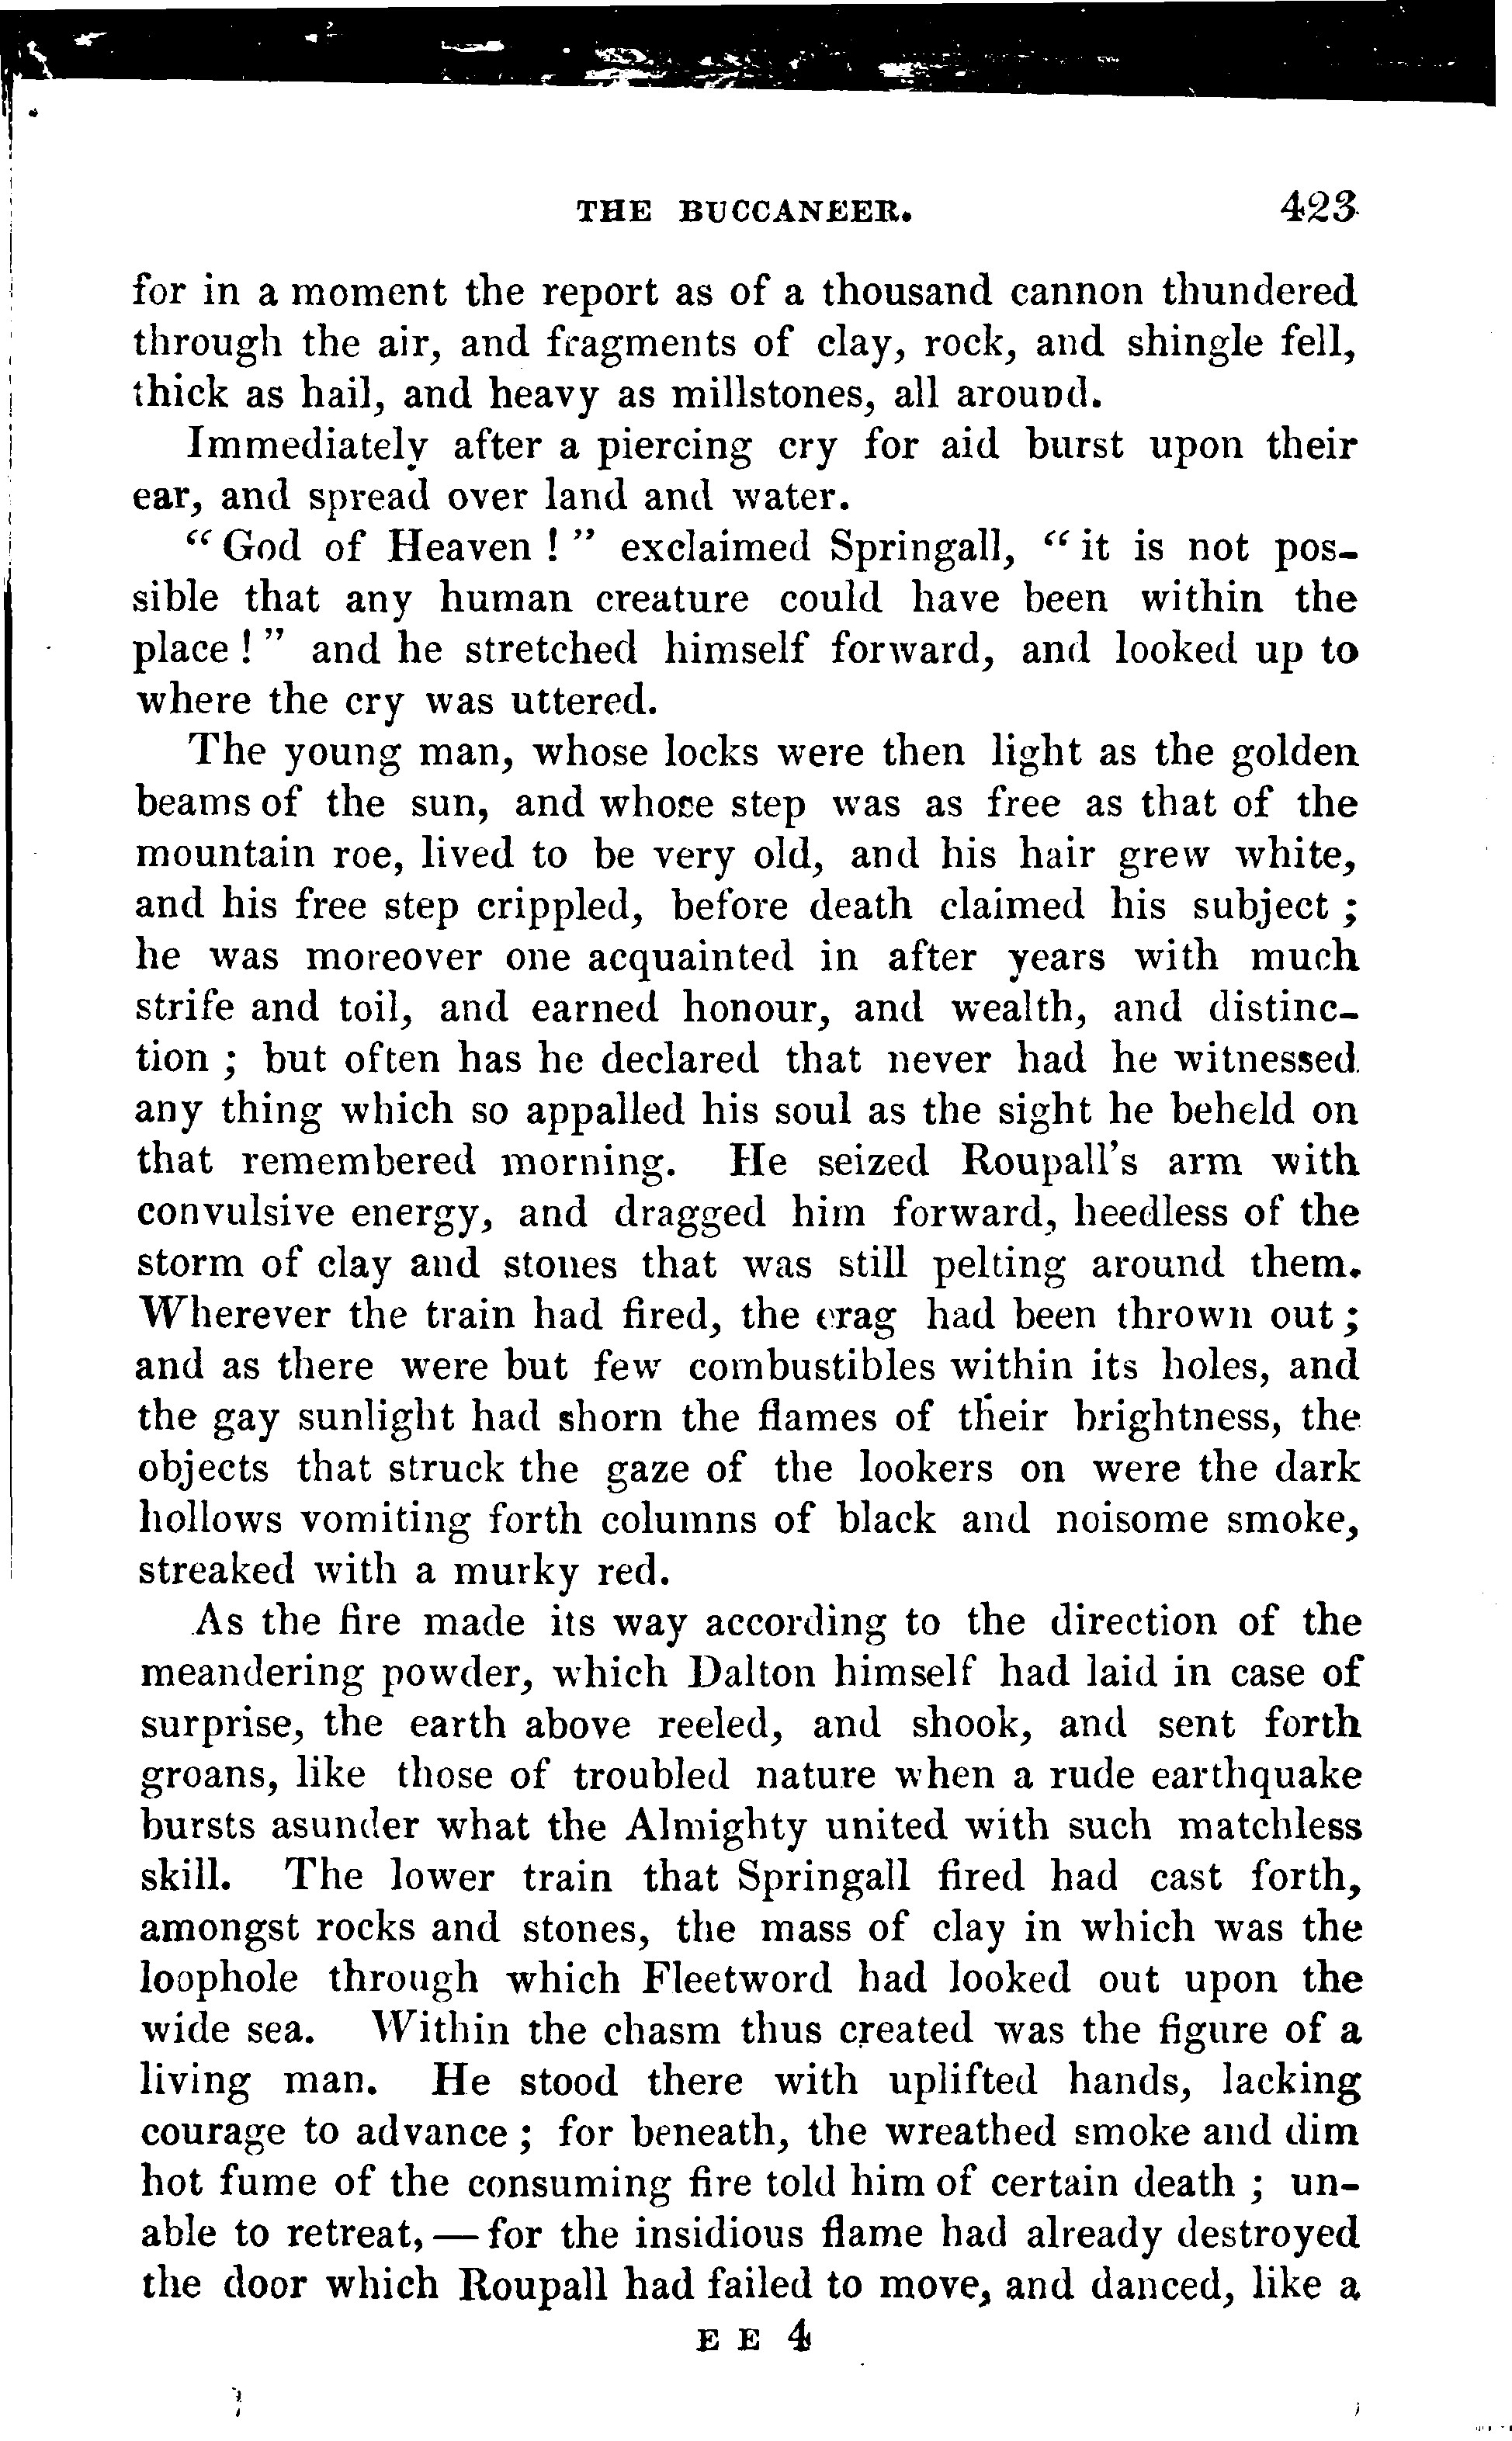 THE BUCCANEER. 423
for in a moment the report as of a thousand cannon thundered
through the air, and fragments of clay, rock, and shingle fell,
thick as hail, and heavy as millstones, all around.
Immediately after a piercing cry for aid burst upon their
ear, and spread over land and water.
“God of Heaven!” exclaimed Springall, “it is not pos-
sible that any human creature could have been within the
place!” and he stretched himself forward, and looked up to
where the cry was uttered.
The young man, whose locks were then light as the golden
beams of the sun, and whose step was as free as that of the
mountain roe, lived to be very old, and his hair grew white,
and his free step crippled, before death claimed his subject;
he was moreover one acquainted in after years with much
strife and toil, and earned honour, and wealth, and distinc-
tion; but often has he declared that never had he witnessed
any thing which so appalled his soul as the sight he beheld on
that remembered morning. He seized Roupall's arm with
convulsive energy, and dragged him forward, heedless of the
storm of clay and stones that was still pelting around them.
Wherever the train had fired, the crag had been thrown out;
and as there were but few combustibles within its holes, and
the gay sunlight had shorn the flames of their brightness, the
objects that struck the gaze of the lookers on were the dark
hollows vomiting forth columns of black and noisome smoke,
streaked with a murky red.
As the fire made its way according to the direction of the
meandering powder, which Dalton himself had laid in case of
surprise, the earth above reeled, and shook, and sent forth
groans, like those of troubled nature when a rude earthquake
bursts asunder what the Almighty united with such matchless
skill. The lower train that Springall fired had cast forth,
amongst rocks and stones, the mass of clay in which was the
loophole through which Fleetword had looked out upon the
wide sea. Within the chasm thus created was the figure of a
living man. He stood there with uplifted hands, lacking
courage to advance; for beneath, the wreathed smoke and dim
hot fume of the consuming fire told him of certain death; un-
able to retreat,—for the insidious flame had already destroyed
the door which Roupall had failed to move, and danced, like a
E E 4